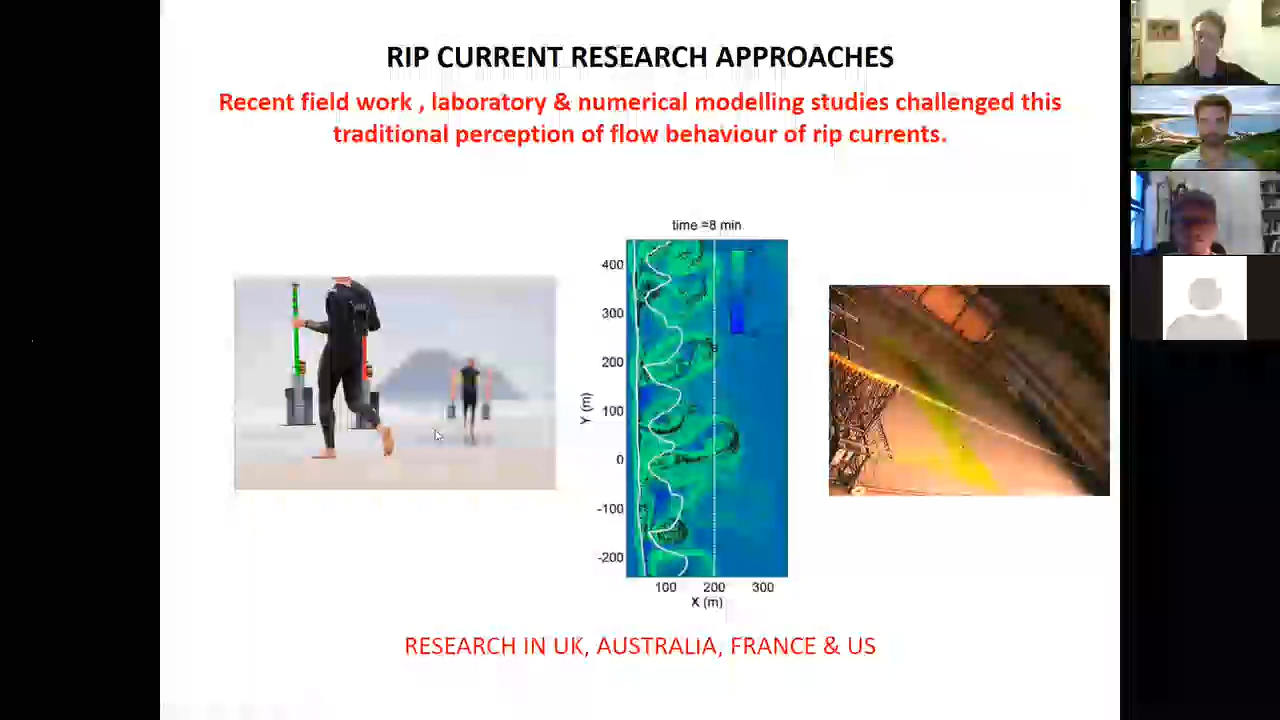 RIP CURRENT RESEARCH APPROACHES
Recent field work , laboratory & numerical modelling studies challenged this
traditional perception of flow behaviour of rip currents.
time =8 min
400
300
200
100
0
-100
-200
Y (m)
100 200 300
X (m)
RESEARCH IN UK, AUSTRALIA, FRANCE & US